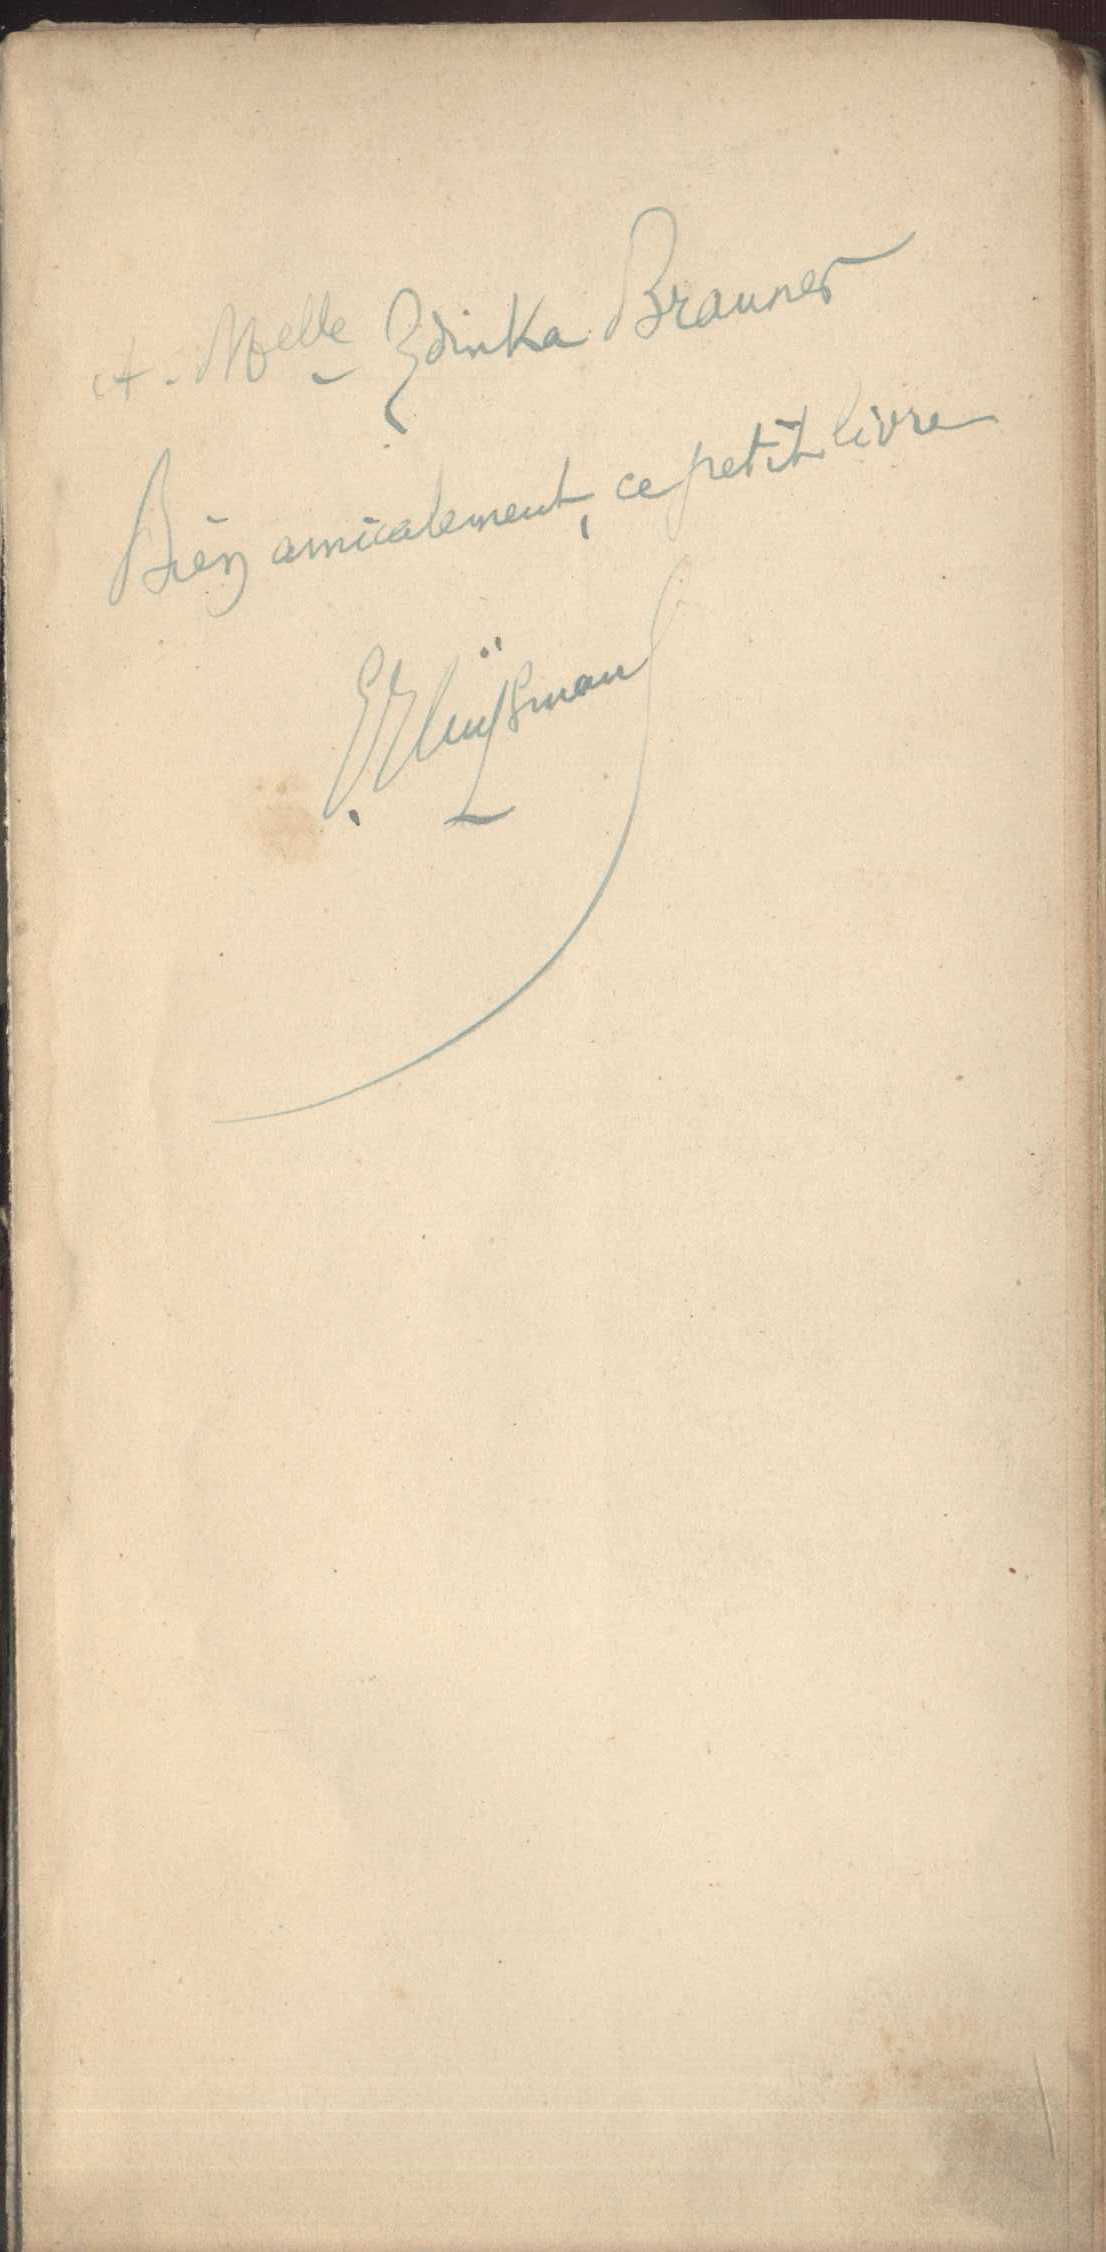 A. Melle Zdinka Brauner
Bien amicalement, ce petit livre
G. Huÿsmans